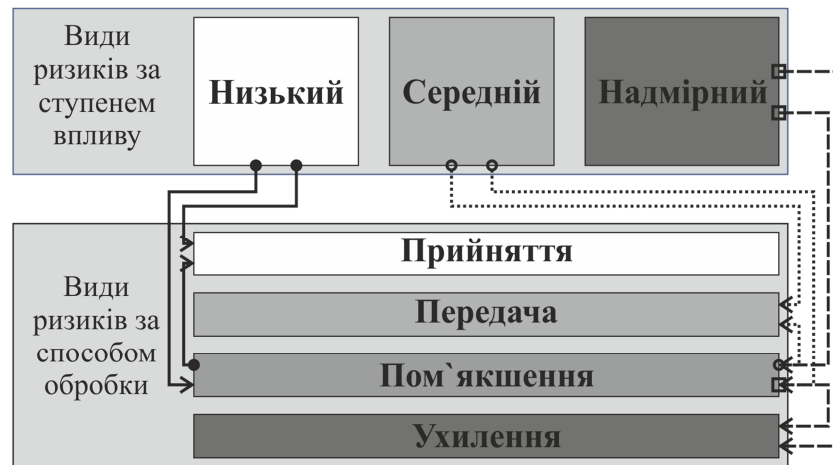 Види
ризиків за
ступенем
впливу
Низький
Середній
Надмірний
Види
ризиків за
способом
обробки
Прийняття
Передача
Пом`якшення
Ухилення